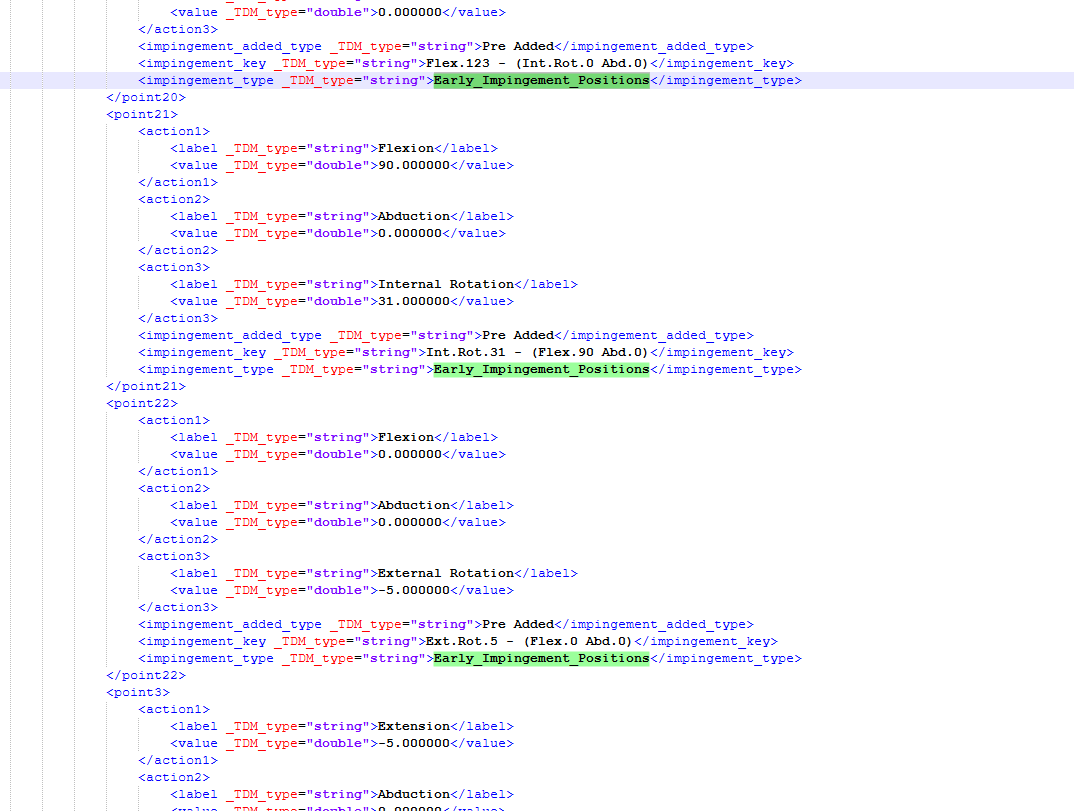 <value _TDM_type="double">0.000000</value>
</action3>
<impingement_added_type _TDM_type="string">Pre Added</impingement_added_type>
<impingement_key _TDM_type="string">Flex.123 - (Int.Rot.0 Abd.0)</impingement_key>
<impingement_type _TDM_type="string">Early_Impingement_Positions</impingement_type>
</point20>
<point21>
<action1>
<label _TDM_type="string">Flexion</label>
<value _TDM_type="double">90.000000</value>
</action1>
<action2>
<label _TDM_type="string">Abduction</label>
<value _TDM_type="double">0.000000</value>
</action2>
<action3>
<label _TDM_type="string">Internal Rotation</label>
<value _TDM_type="double">31.000000</value>
</action3>
<impingement_added_type _TDM_type="string">Pre Added</impingement_added_type>
<impingement_key _TDM_type="string">Int.Rot.31 - (Flex.90 Abd.0)</impingement_key>
<impingement_type _TDM_type="string">Early_Impingement_Positions</impingement_type>
</point21>
<point22>
<action1>
<label _TDM_type="string">Flexion</label>
<value _TDM_type="double">0.000000</value>
</action1>
<action2>
<label _TDM_type="string">Abduction</label>
<value _TDM_type="double">0.000000</value>
</action2>
<action3>
<label _TDM_type="string">External Rotation</label>
<value _TDM_type="double">-5.000000</value>
</action3>
<impingement_added_type _TDM_type="string">Pre Added</impingement_added_type>
<impingement_key _TDM_type="string">Ext.Rot.5 - (Flex.0 Abd.0)</impingement_key>
<impingement_type _TDM_type="string">Early_Impingement_Positions</impingement_type>
</point22>
<point3>
<action1>
<label _TDM_type="string">Extension</label>
<value _TDM_type="double">-5.000000</value>
</action1>
<action2>
<label _TDM_type="string">Abduction</label>
<value _TDM_type="double">0.000000</value>